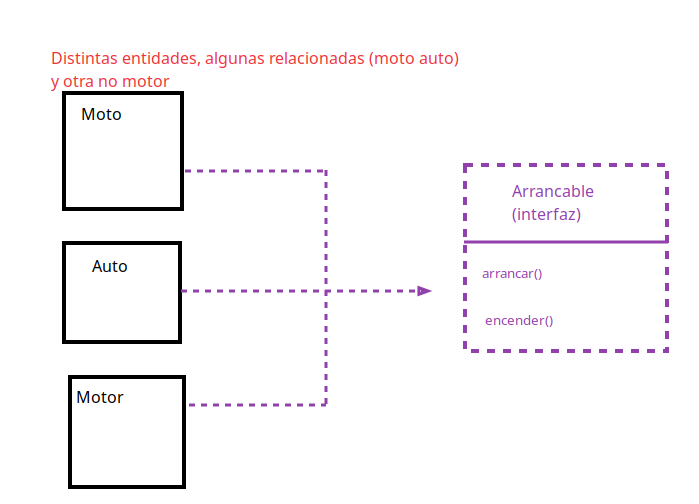 Distintas entidades, algunas relacionadas (moto auto)
y otra no motor
Moto
Arrancable
(interfaz)
Auto
arrancar()
encender()
Motor